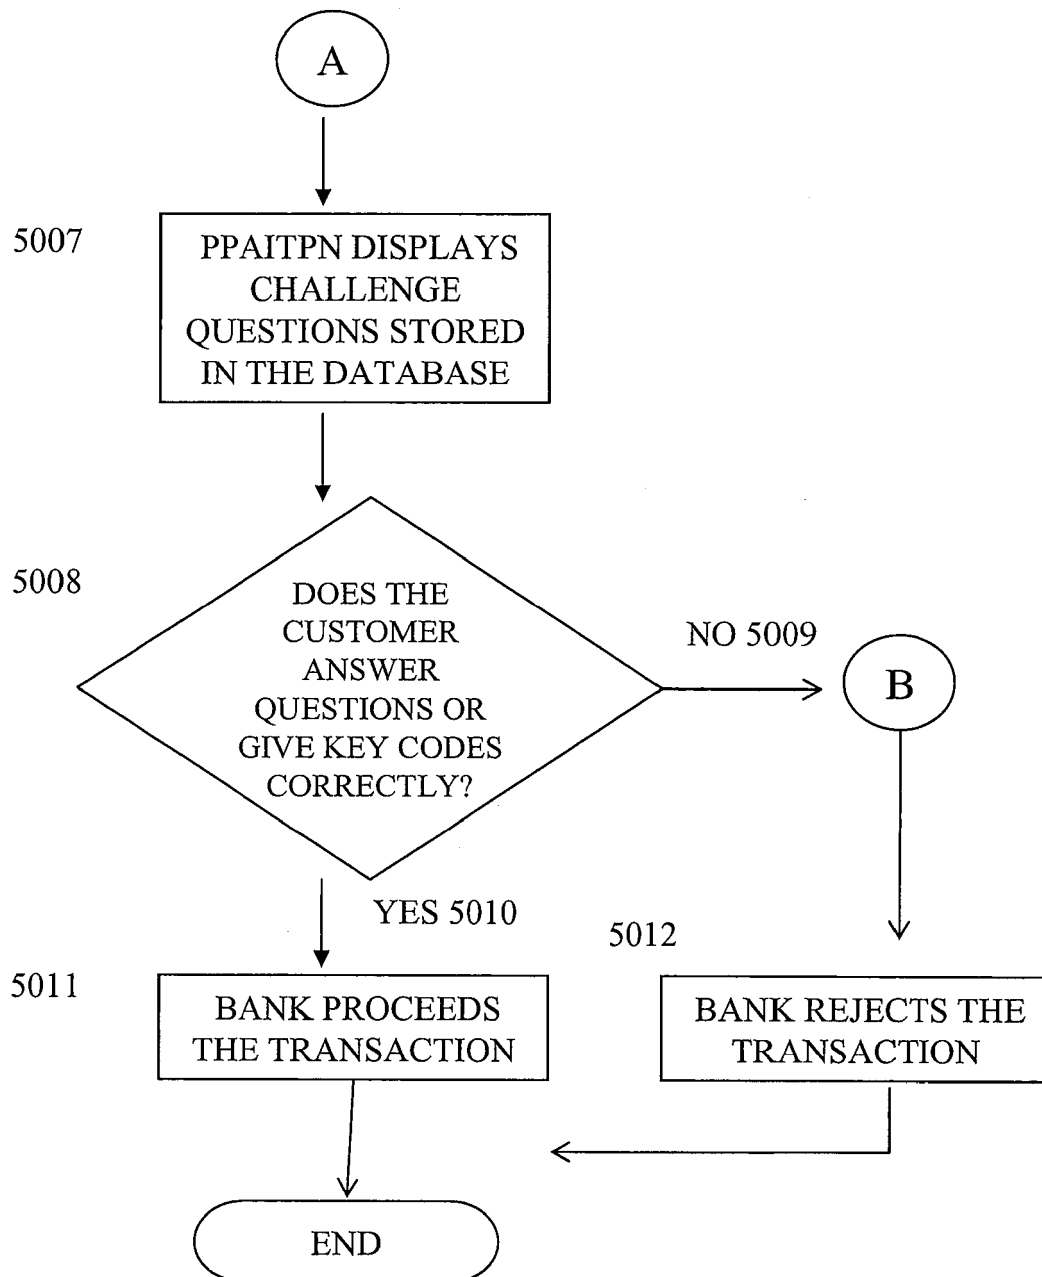 A
5007
PPAITPN DISPLAYS
CHALLENGE
QUESTIONS STORED
IN THE DATABASE
5008
DOES THE
CUSTOMER
ANSWER
QUESTIONS OR
GIVE KEY CODES
CORRECTLY?
NO 5009
B
YES 5010
5011
BANK PROCEEDS
THE TRANSACTION
5012
BANK REJECTS THE
TRANSACTION
END